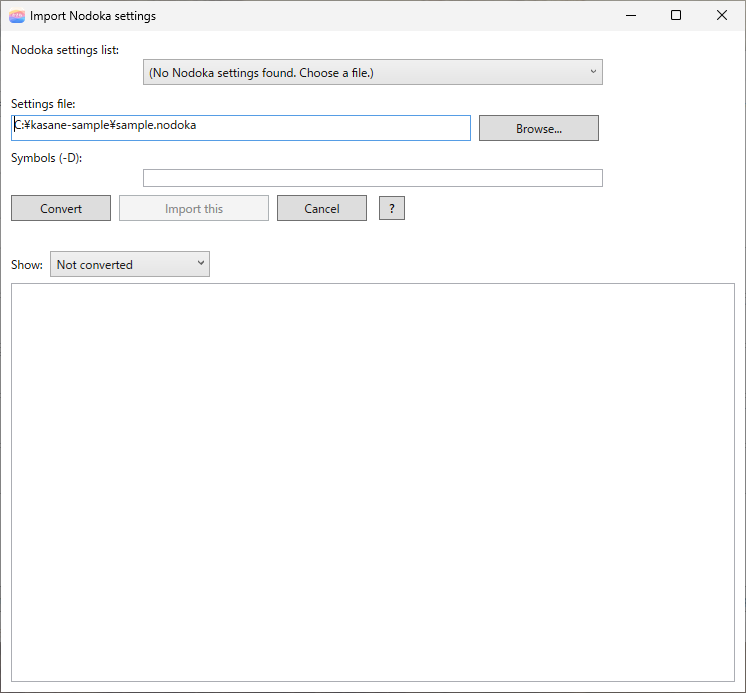 Import Nodoka settings
Nodoka settings list:
(No Nodoka settings found. Choose a file.)
Settings file:
C:¥kasane-sample¥sample.nodoka
Browse...
Symbols (-D):
Convert
Import this
Cancel
?
Show:
Not converted